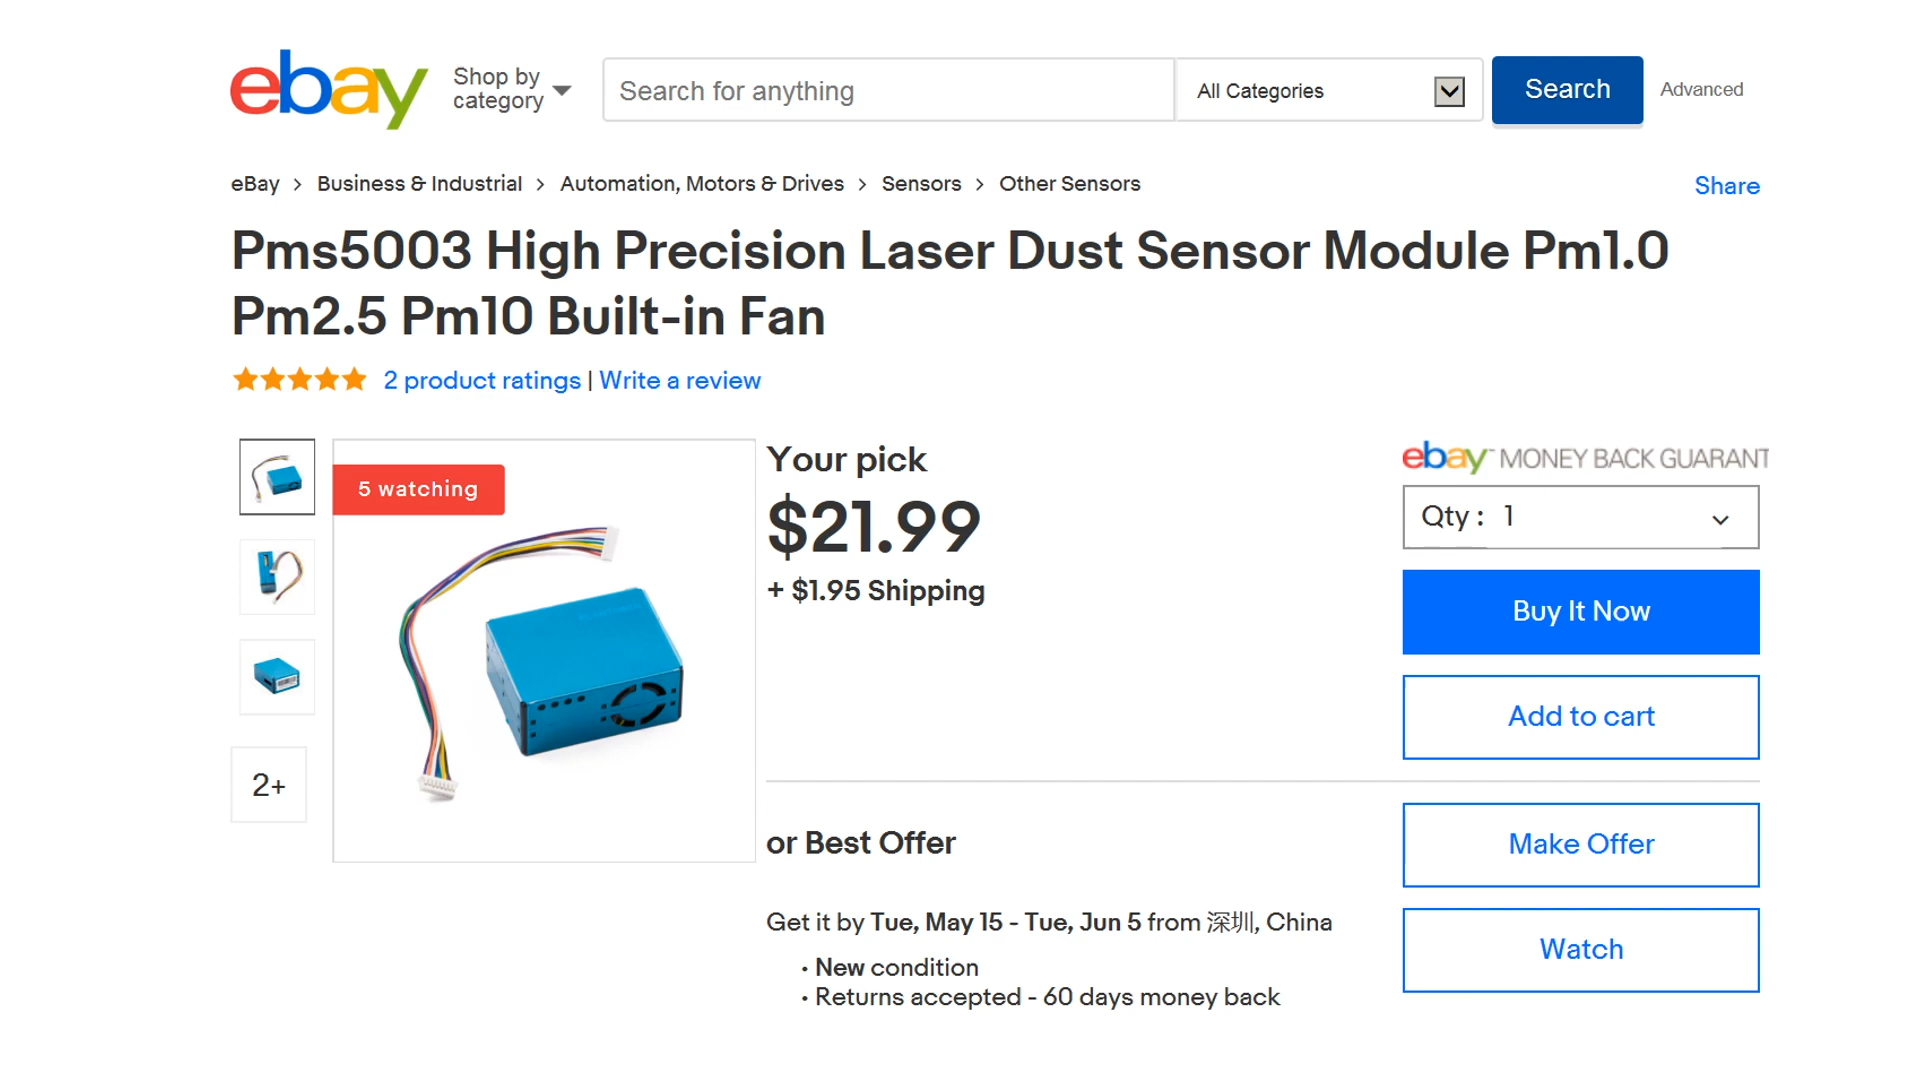 ebay
Shop by
category
Search for anything
All Categories
Search
Advanced
eBay > Business & Industrial > Automation, Motors & Drives > Sensors > Other Sensors
Share
Pms5003 High Precision Laser Dust Sensor Module Pm1.0
Pm2.5 Pm10 Built-in Fan
2 product ratings | Write a review
5 watching
2+
Your pick
$21.99
+ $1.95 Shipping
ebay MONEY BACK GUARANT
Qty : 1
Buy It Now
Add to cart
or Best Offer
Make Offer
Get it by Tue, May 15 - Tue, Jun 5 from 深圳, China
• New condition
• Returns accepted - 60 days money back
Watch